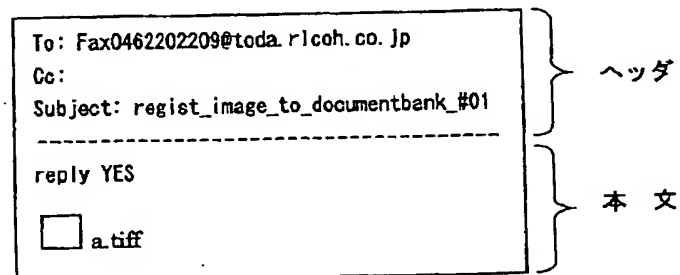 To: Fax0462202209@toda.rlcoh.co.jp
Cc:
Subject: regist_image_to_documentbank_#01
ヘッダ
reply YES
a.tiff
本文